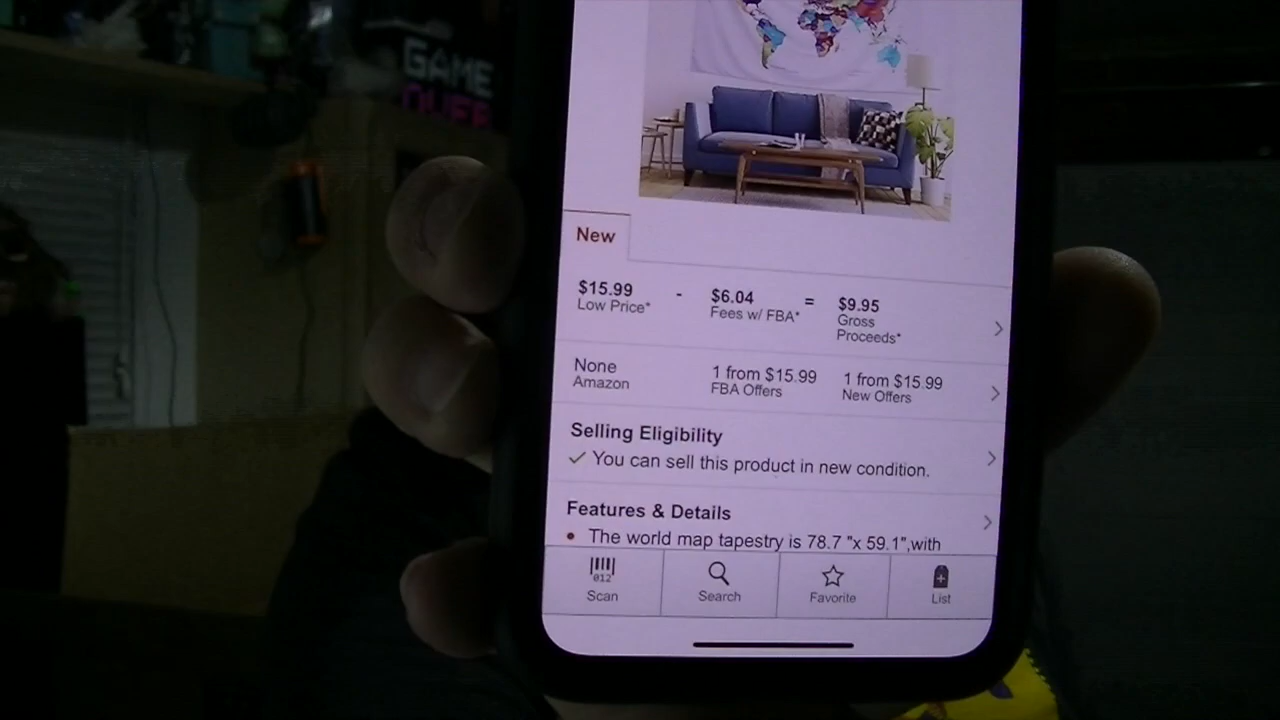 GAME
OVER
New
$15.99 - $6.04 = $9.95
Low Price* Fees w/ FBA* Gross
Proceeds*
None 1 from $15.99 1 from $15.99
Amazon FBA Offers New Offers
Selling Eligibility
✓ You can sell this product in new condition.
Features & Details
• The world map tapestry is 78.7 "x 59.1",with
012
Scan Search Favorite List